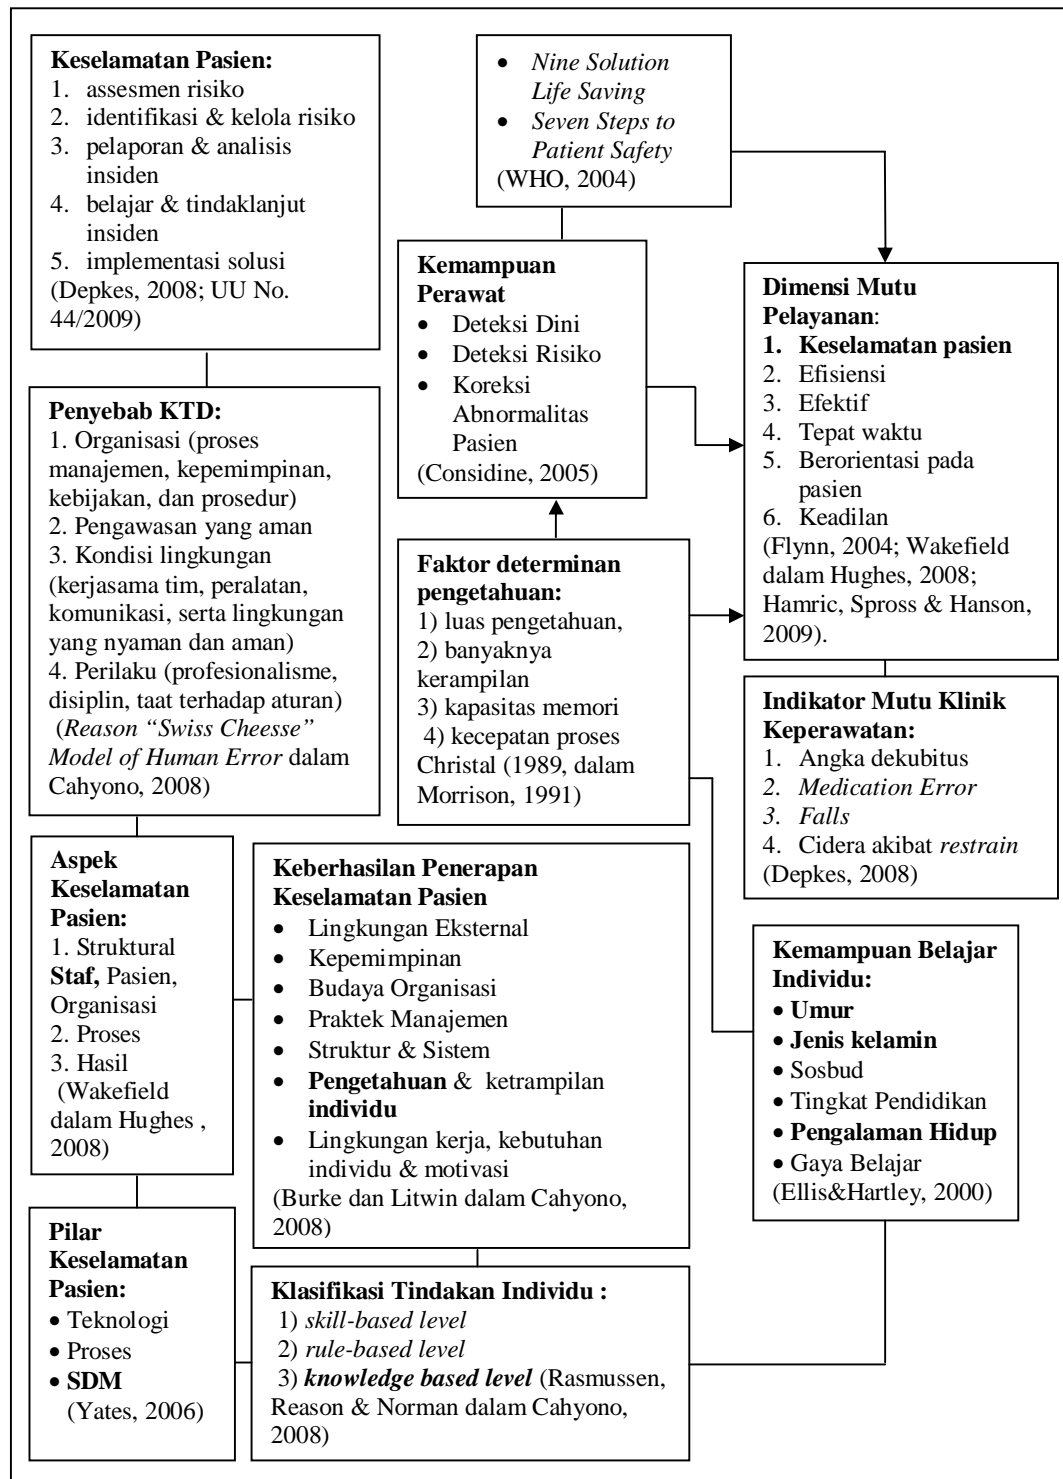 Keselamatan Pasien:
1. assesmen risiko
2. identifikasi & kelola risiko
3. pelaporan & analisis
insiden
4. belajar & tindaklanjut
insiden
5. implementasi solusi
(Depkes, 2008; UU No.
44/2009)
• Nine Solution
Life Saving
• Seven Steps to
Patient Safety
(WHO, 2004)
Kemampuan
Perawat
• Deteksi Dini
• Deteksi Risiko
• Koreksi
Abnormalitas
Pasien
(Considine, 2005)
Dimensi Mutu
Pelayanan:
1. Keselamatan pasien
2. Efisiensi
3. Efektif
4. Tepat waktu
5. Berorientasi pada
pasien
6. Keadilan
(Flynn, 2004; Wakefield
dalam Hughes, 2008;
Hamric, Spross & Hanson,
2009).
Penyebab KTD:
1. Organisasi (proses
manajemen, kepemimpinan,
kebijakan, dan prosedur)
2. Pengawasan yang aman
3. Kondisi lingkungan
(kerjasama tim, peralatan,
komunikasi, serta lingkungan
yang nyaman dan aman)
4. Perilaku (profesionalisme,
disiplin, taat terhadap aturan)
(Reason “Swiss Cheesse”
Model of Human Error dalam
Cahyono, 2008)
Faktor determinan
pengetahuan:
1) luas pengetahuan,
2) banyaknya
kerampilan
3) kapasitas memori
4) kecepatan proses
Christal (1989, dalam
Morrison, 1991)
Indikator Mutu Klinik
Keperawatan:
1. Angka dekubitus
2. Medication Error
3. Falls
4. Cidera akibat restrain
(Depkes, 2008)
Aspek
Keselamatan
Pasien:
1. Struktural
Staf, Pasien,
Organisasi
2. Proses
3. Hasil
(Wakefield
dalam Hughes ,
2008)
Keberhasilan Penerapan
Keselamatan Pasien
• Lingkungan Eksternal
• Kepemimpinan
• Budaya Organisasi
• Praktek Manajemen
• Struktur & Sistem
• Pengetahuan & ketrampilan
individu
• Lingkungan kerja, kebutuhan
individu & motivasi
(Burke dan Litwin dalam Cahyono,
2008)
Kemampuan Belajar
Individu:
• Umur
• Jenis kelamin
• Sosbud
• Tingkat Pendidikan
• Pengalaman Hidup
• Gaya Belajar
(Ellis&Hartley, 2000)
Pilar
Keselamatan
Pasien:
• Teknologi
• Proses
• SDM
(Yates, 2006)
Klasifikasi Tindakan Individu :
1) skill-based level
2) rule-based level
3) knowledge based level (Rasmussen,
Reason & Norman dalam Cahyono,
2008)